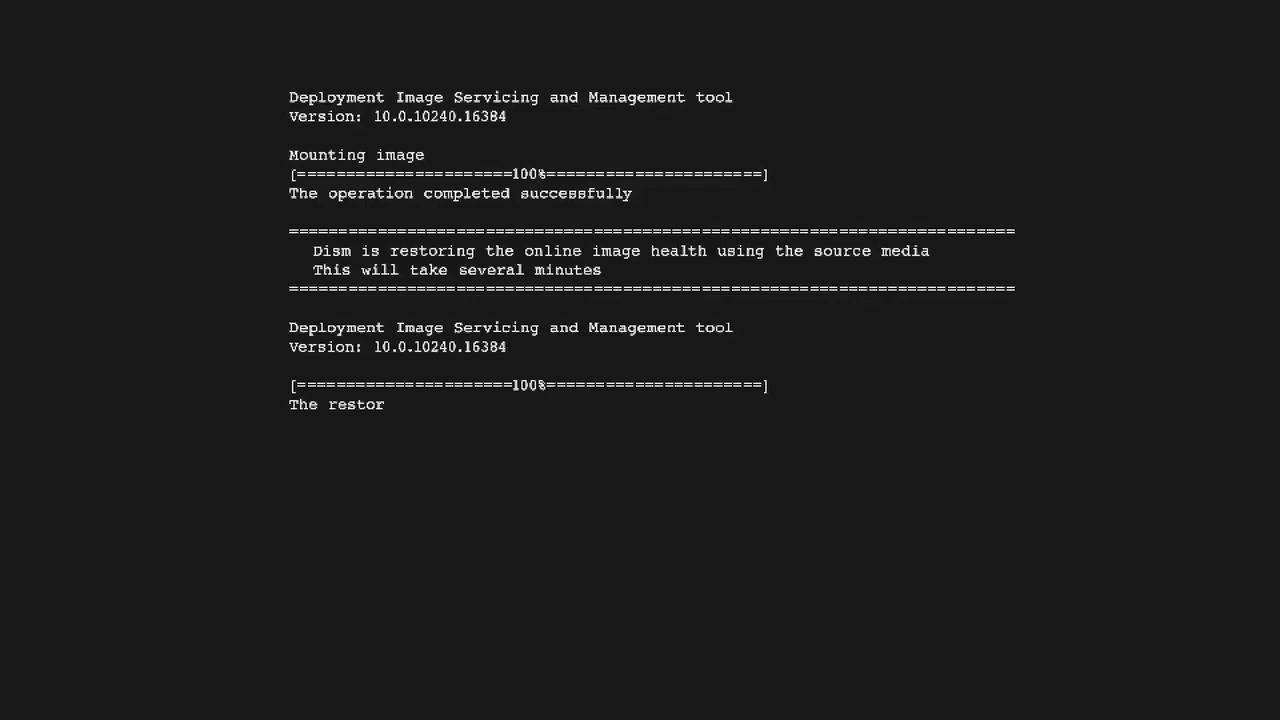 Deployment Image Servicing and Management tool
Version: 10.0.10240.16384
Mounting image
[======================100%======================]
The operation completed successfully
===========================================================================
Dism is restoring the online image health using the source media
This will take several minutes
===========================================================================
Deployment Image Servicing and Management tool
Version: 10.0.10240.16384
[======================100%======================]
The restor